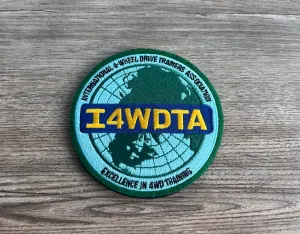 INTERNATIONAL 4-WHEEL DRIVE TRAINERS ASSOCIATION
I4WDTA
EXCELLENCE IN 4WD TRAINING